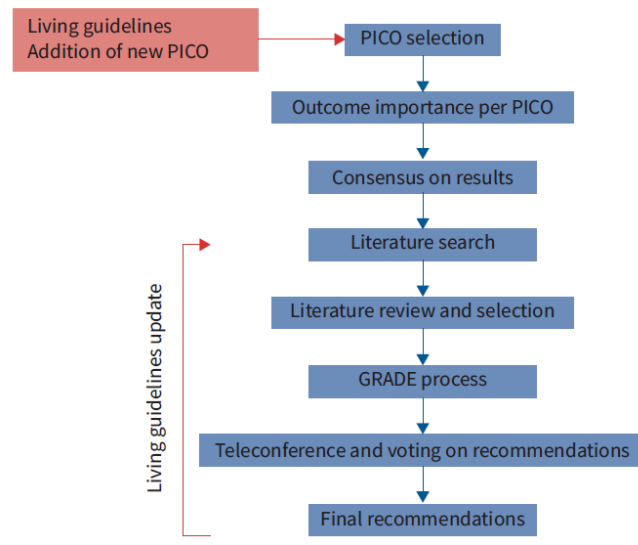 Living guidelines
Addition of new PICO
PICO selection
Outcome importance per PICO
Consensus on results
Literature search
Literature review and selection
GRADE process
Teleconference and voting on recommendations
Final recommendations
Living guidelines update